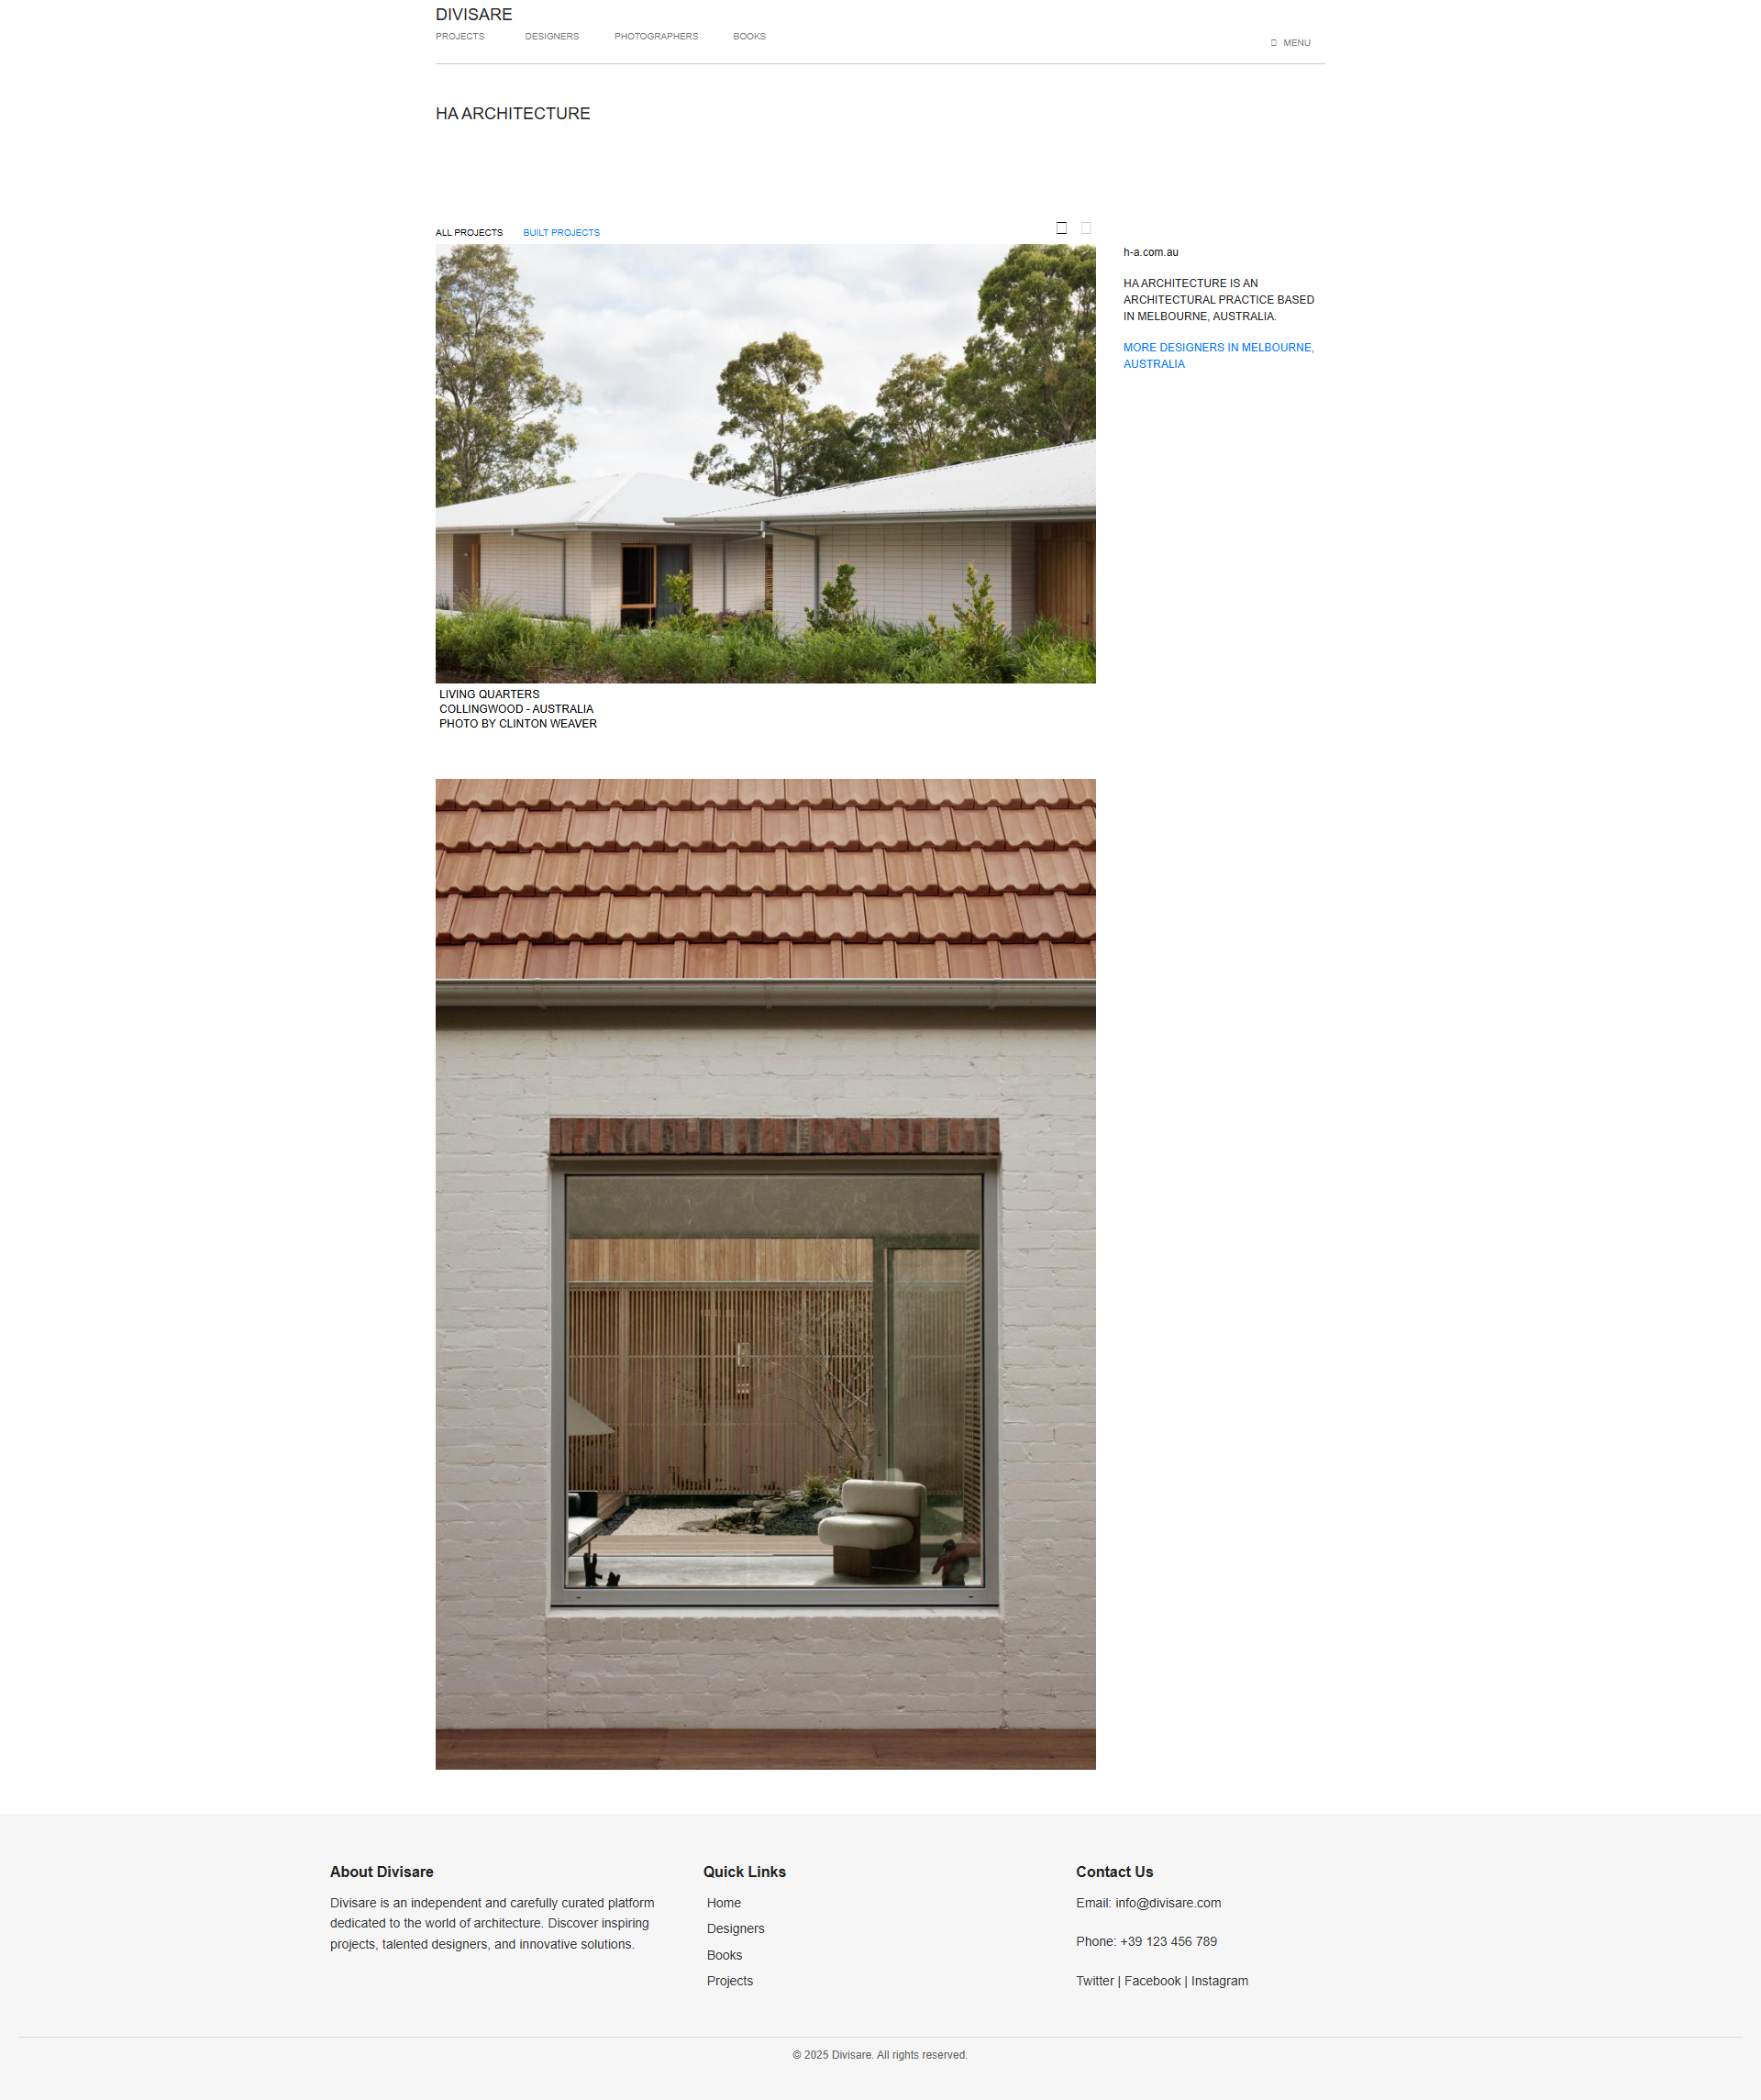 DIVISARE
PROJECTS DESIGNERS PHOTOGRAPHERS BOOKS
MENU
HA ARCHITECTURE
ALL PROJECTS BUILT PROJECTS
h-a.com.au
HA ARCHITECTURE IS AN
ARCHITECTURAL PRACTICE BASED
IN MELBOURNE, AUSTRALIA.
MORE DESIGNERS IN MELBOURNE,
AUSTRALIA
LIVING QUARTERS
COLLINGWOOD - AUSTRALIA
PHOTO BY CLINTON WEAVER
About Divisare
Divisare is an independent and carefully curated platform
dedicated to the world of architecture. Discover inspiring
projects, talented designers, and innovative solutions.
Quick Links
Home
Designers
Books
Projects
Contact Us
Email: info@divisare.com
Phone: +39 123 456 789
Twitter | Facebook | Instagram
© 2025 Divisare. All rights reserved.